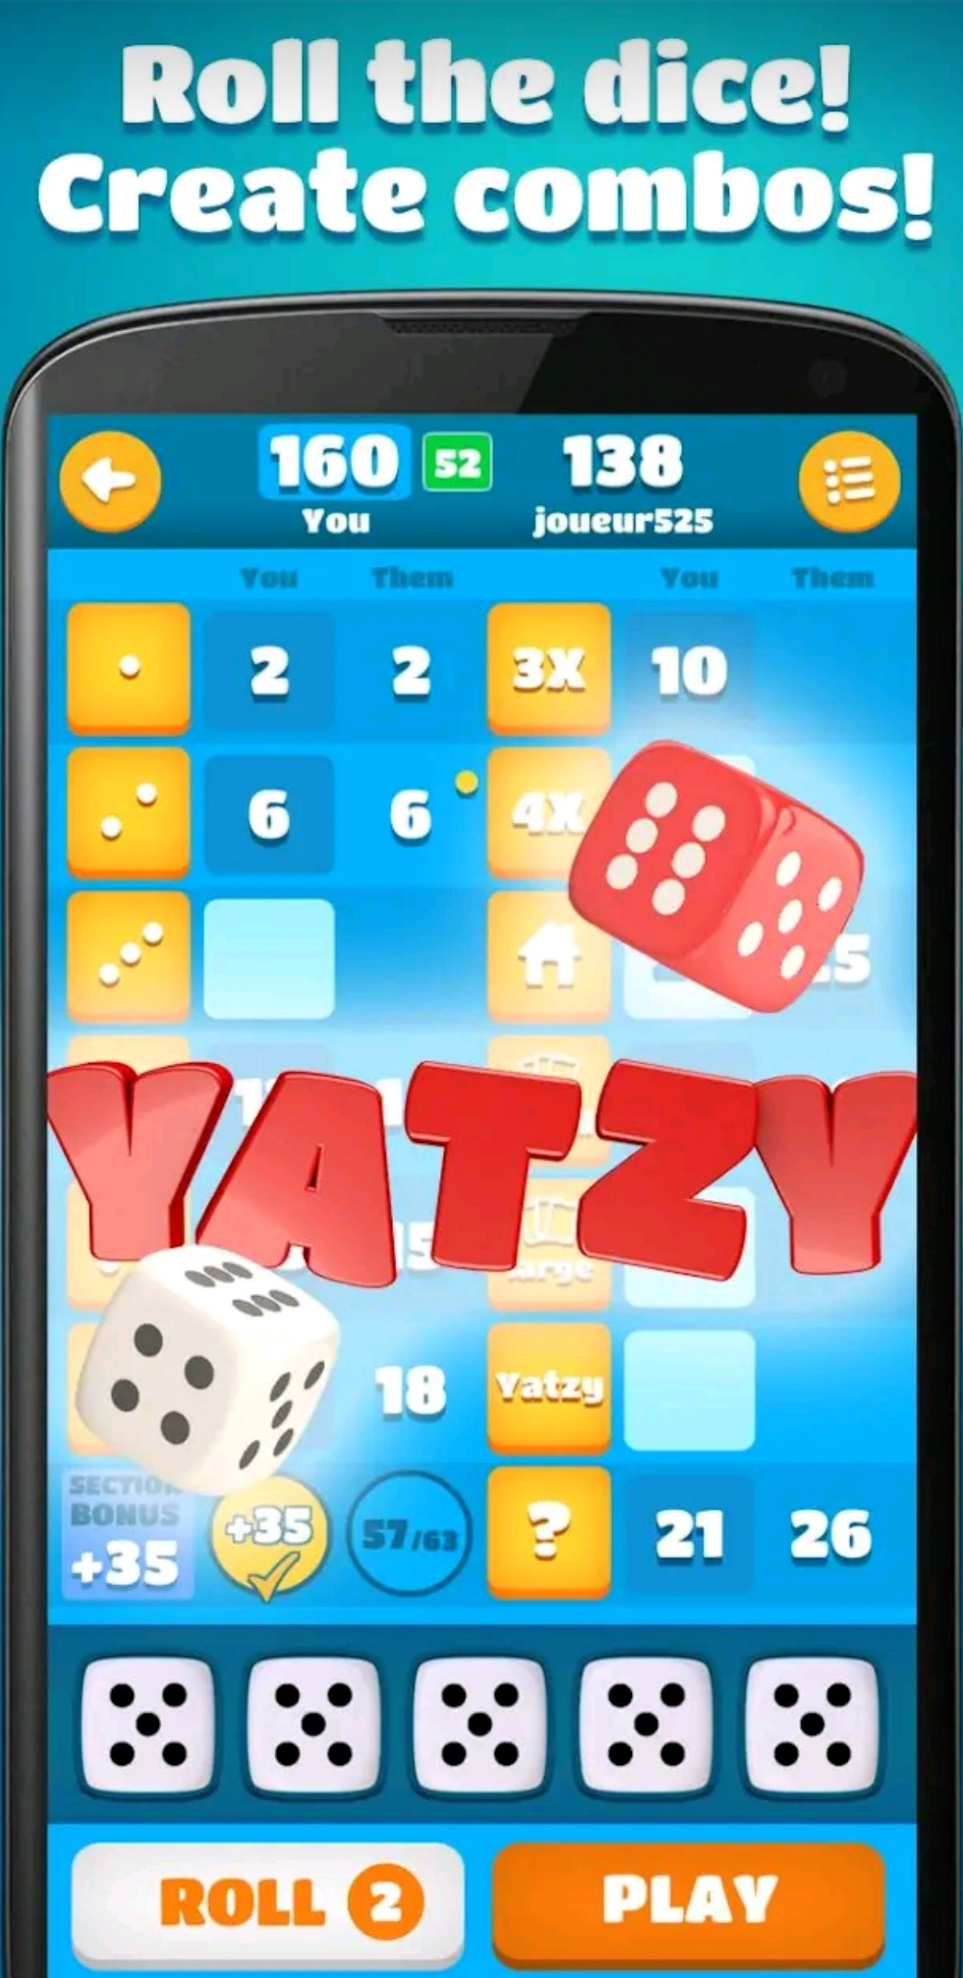 Roll the dice!
Create combos!
160 52 138
You joueur525
You Them You Them
2 2 3X 10
6 6 4X
YATZY
18 Yatzy
SECTION
BONUS
+35 +35 57/63 ? 21 26
ROLL 2 PLAY